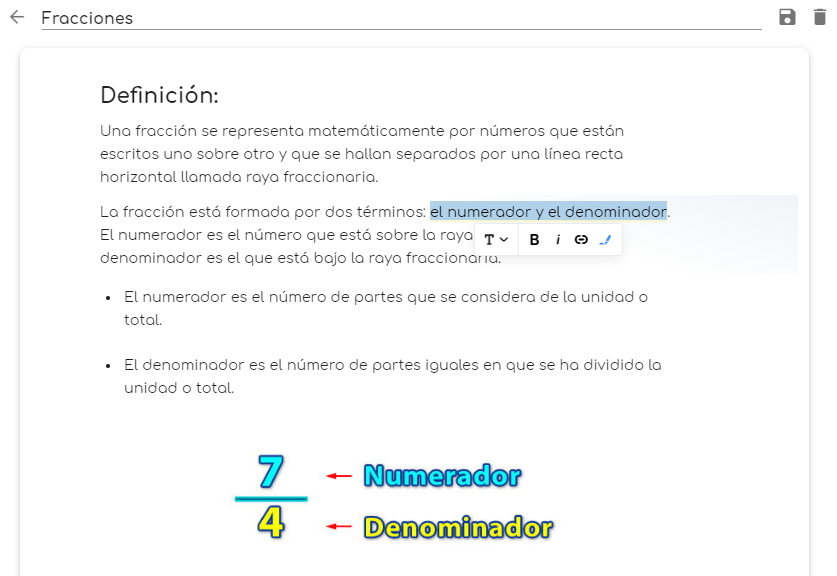 Fracciones
Definición:
Una fracción se representa matemáticamente por números que están
escritos uno sobre otro y que se hallan separados por una línea recta
horizontal llamada raya fraccionaria.
La fracción está formada por dos términos: el numerador y el denominador.
El numerador es el número que está sobre la raya
T B i
denominador es el que está bajo la raya fraccionaria.
• El numerador es el número de partes que se considera de la unidad o
total.
• El denominador es el número de partes iguales en que se ha dividido la
unidad o total.
7 Numerador
4 Denominador